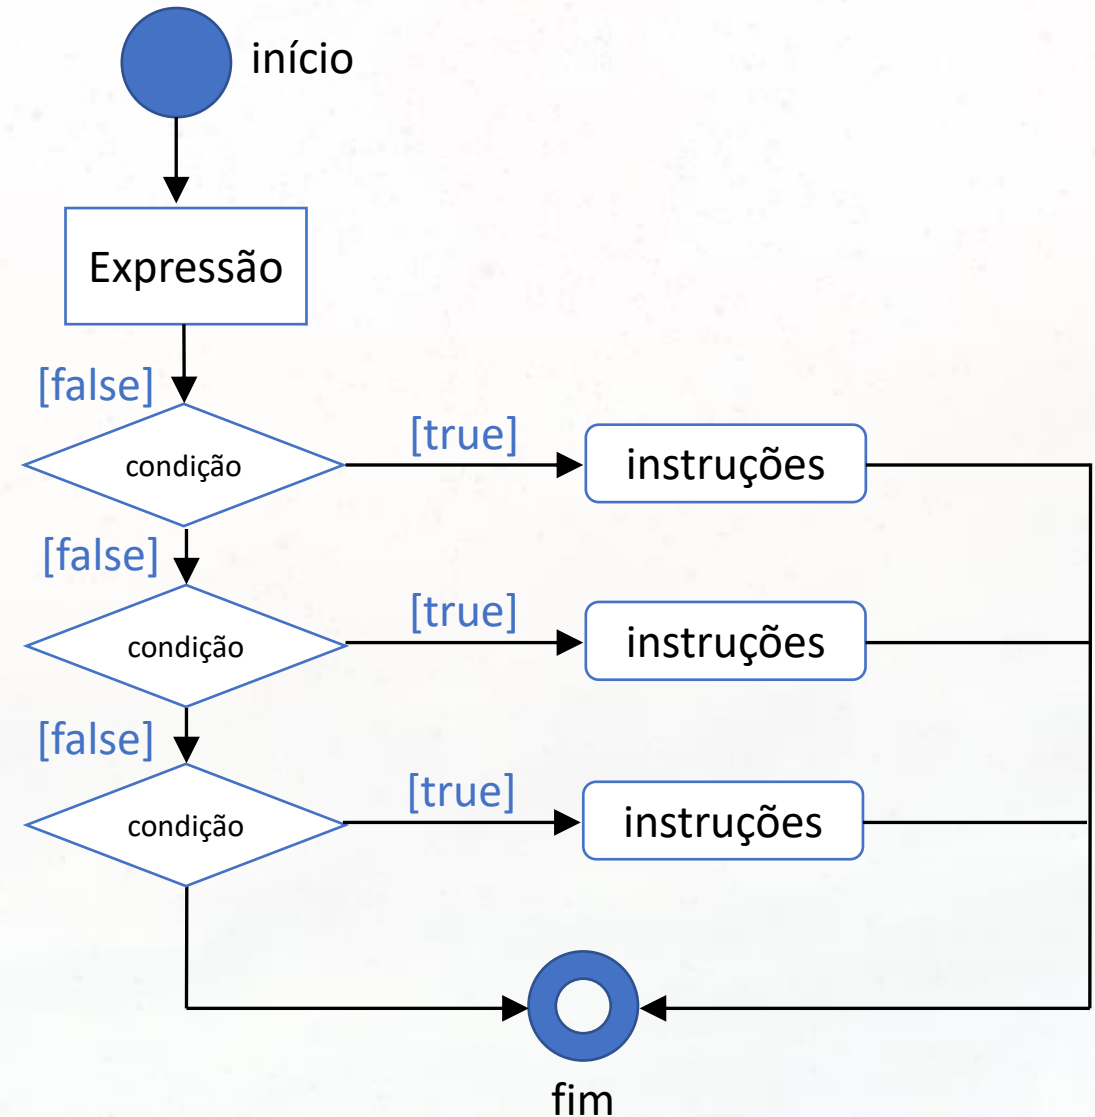 início
Expressão
[false]
condição
[true]
instruções
[false]
condição
[true]
instruções
[false]
condição
[true]
instruções
fim